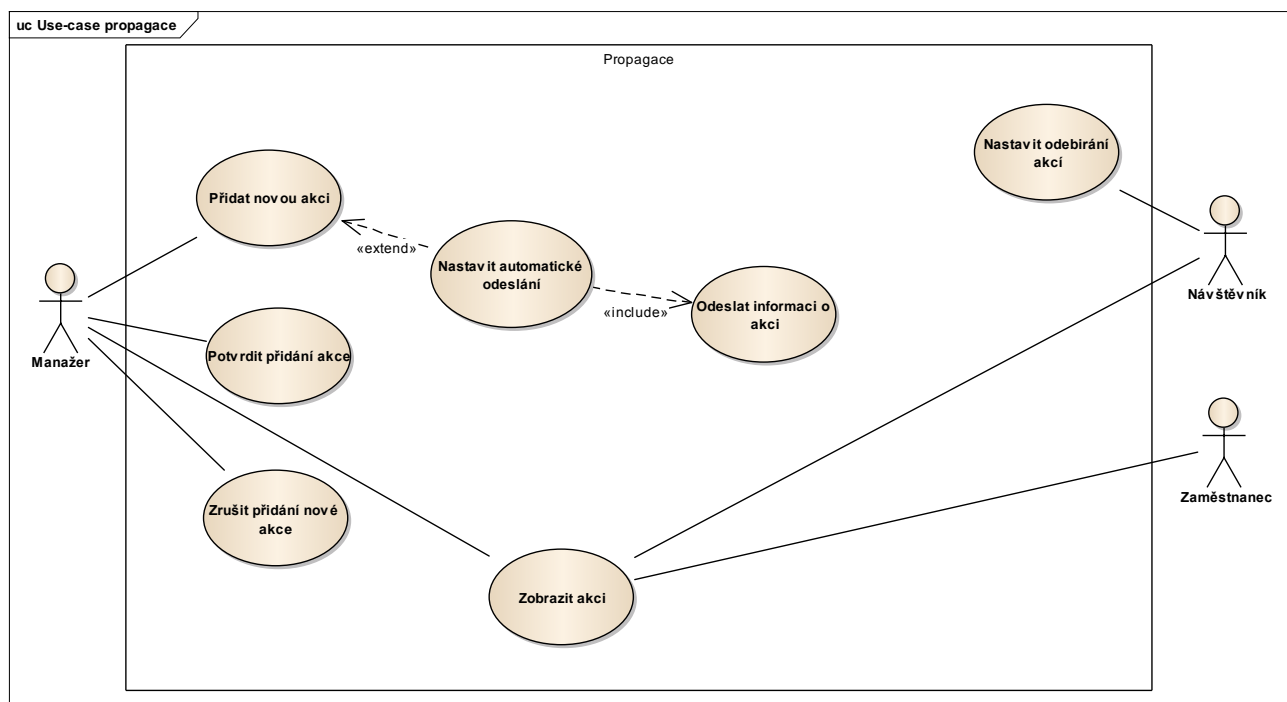 uc Use-case propagace
Propagace
Nastavit odebirání
akcí
Přidat novou akci
«extend»
Nastavit automatické
odeslání
«include»
Odeslat informaci o
akci
Návštěvník
Manažer
Potvrdit přidání akce
Zaměstnanec
Zrušit přidání nové
akce
Zobrazit akci